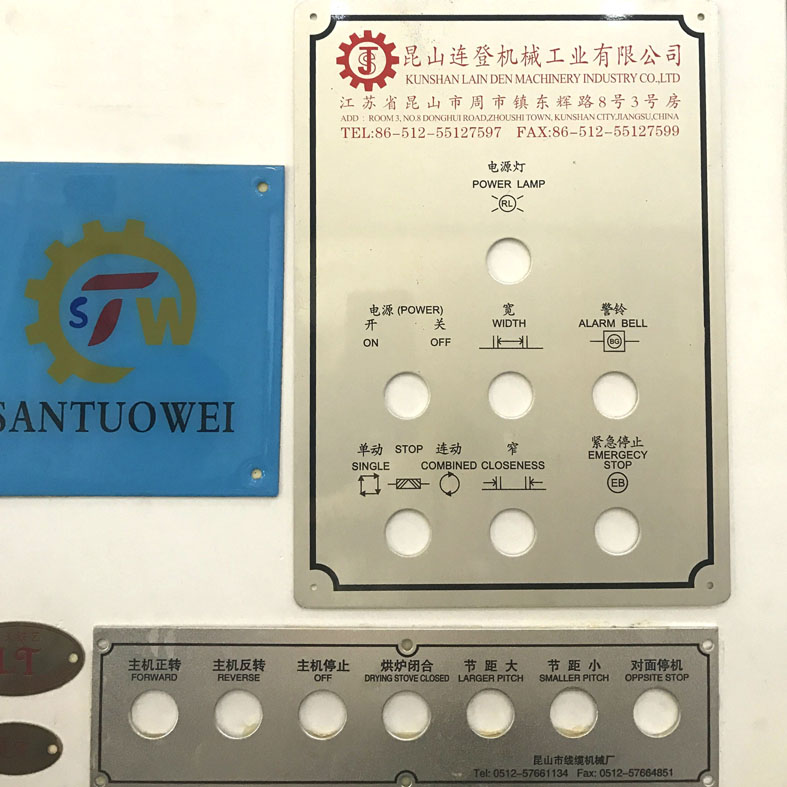 昆山连登机械工业有限公司
KUNSHAN LAIN DEN MACHINERY INDUSTRY CO.,LTD
江苏省昆山市周市镇东辉路8号3号房
ADD : ROOM 3, NO.8 DONGHUI ROAD,ZHOUSHI TOWN, KUNSHAN CITY,JIANGSU,CHINA
TEL:86-512-55127597 FAX:86-512-55127599
电源灯
POWER LAMP
RL
电源 (POWER) 宽 警铃
开 关 WIDTH ALARM BELL
ON OFF BG
STW
SANTUOWEI
单动 STOP 连动 窄 紧急停止
SINGLE COMBINED CLOSENESS EMERGECY
STOP
EB
主机正转 主机反转 主机停止 烘炉闭合 节距大 节距小 对面停机
FORWARD REVERSE OFF DRYING STOVE CLOSED LARGER PITCH SMALLER PITCH OPPSITE STOP
昆山市线缆机械厂
Tel: 0512-57661134 Fax: 0512-57664851